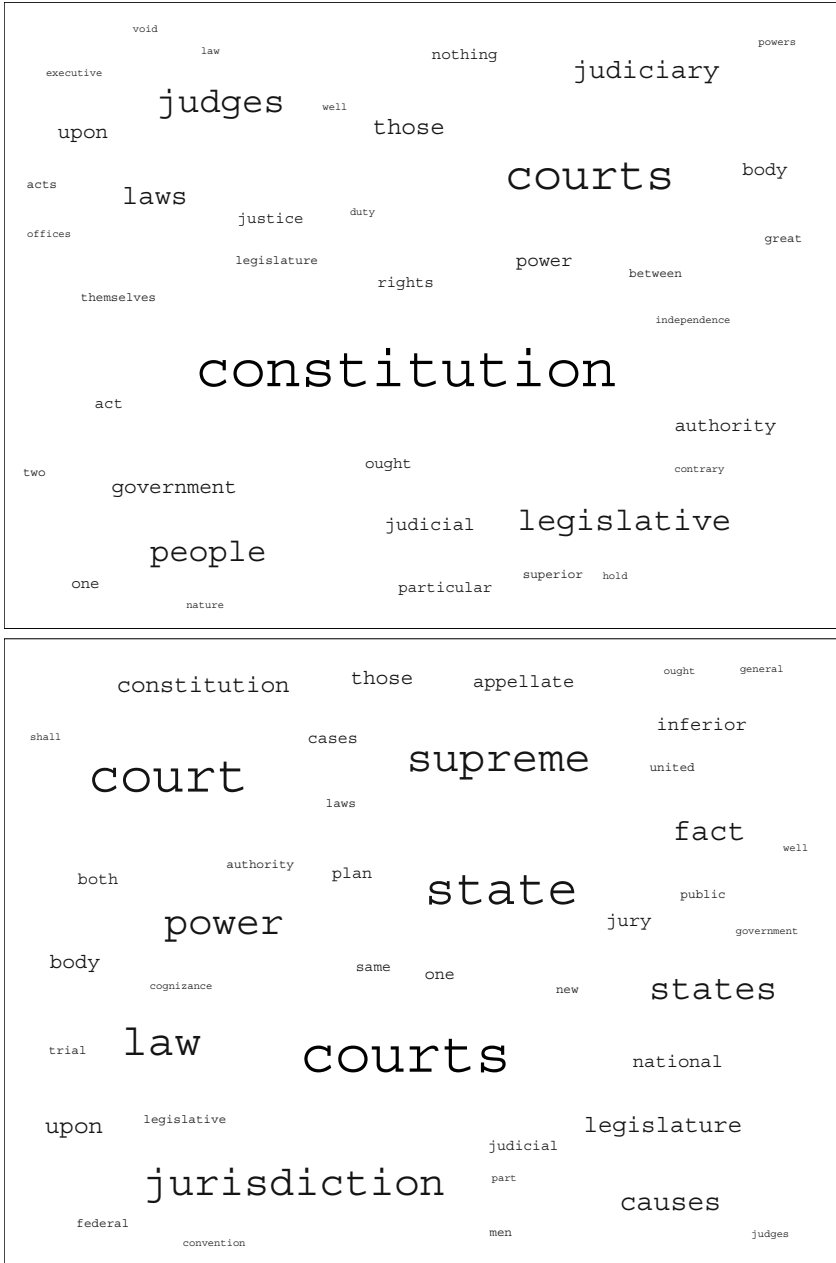 void
law
nothing
powers
executive
judiciary
judges
well
upon
those
courts
body
acts
laws
justice
duty
offices
great
legislature
power
between
rights
themselves
independence
constitution
act
authority
ought
contrary
two
government
judicial
legislative
people
superior
hold
one
particular
nature
constitution
those
appellate
ought
general
inferior
shall
cases
supreme
court
united
laws
fact
well
authority
both
plan
state
public
power
jury
government
body
same
one
cognizance
new
states
trial
law
courts
national
upon
legislative
legislature
judicial
jurisdiction
part
causes
federal
men
judges
convention